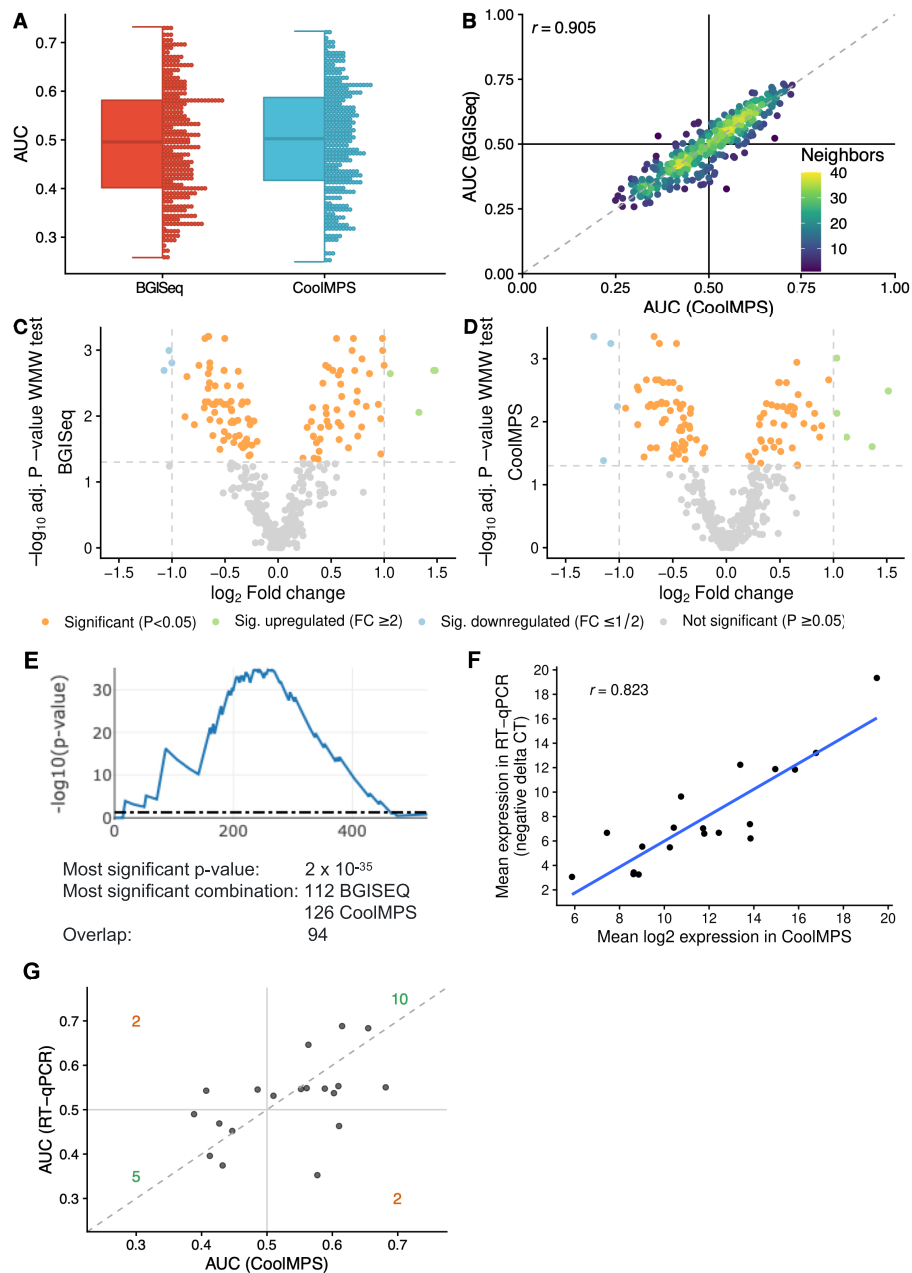 A
0.7
0.6
0.5
0.4
0.3
AUC
BGISeq
CoolMPS
B
r = 0.905
1.00
0.75
0.50
0.25
0.00
AUC (BGISeq)
Neighbors
40
30
20
10
0.00
0.25
0.50
0.75
1.00
AUC (CoolMPS)
C
−log10 adj. P −value WMW test
BGISeq
3
2
1
0
−1.5
−1.0
−0.5
0.0
0.5
1.0
1.5
log2 Fold change
D
−log10 adj. P −value WMW test
CoolMPS
3
2
1
0
−1.5
−1.0
−0.5
0.0
0.5
1.0
1.5
log2 Fold change
Significant (P<0.05)
Sig. upregulated (FC ≥2)
Sig. downregulated (FC ≤1/2)
Not significant (P ≥0.05)
E
-log10(p-value)
30
20
10
0
0
200
400
Most significant p-value: 2 x 10-35
Most significant combination: 112 BGISEQ
126 CoolMPS
Overlap: 94
F
r = 0.823
Mean expression in RT−qPCR
(negative delta CT)
20
18
16
14
12
10
8
6
4
2
6
8
10
12
14
16
18
20
Mean log2 expression in CoolMPS
G
10
2
5
2
0.7
0.6
0.5
0.4
0.3
AUC (RT−qPCR)
0.3
0.4
0.5
0.6
0.7
AUC (CoolMPS)